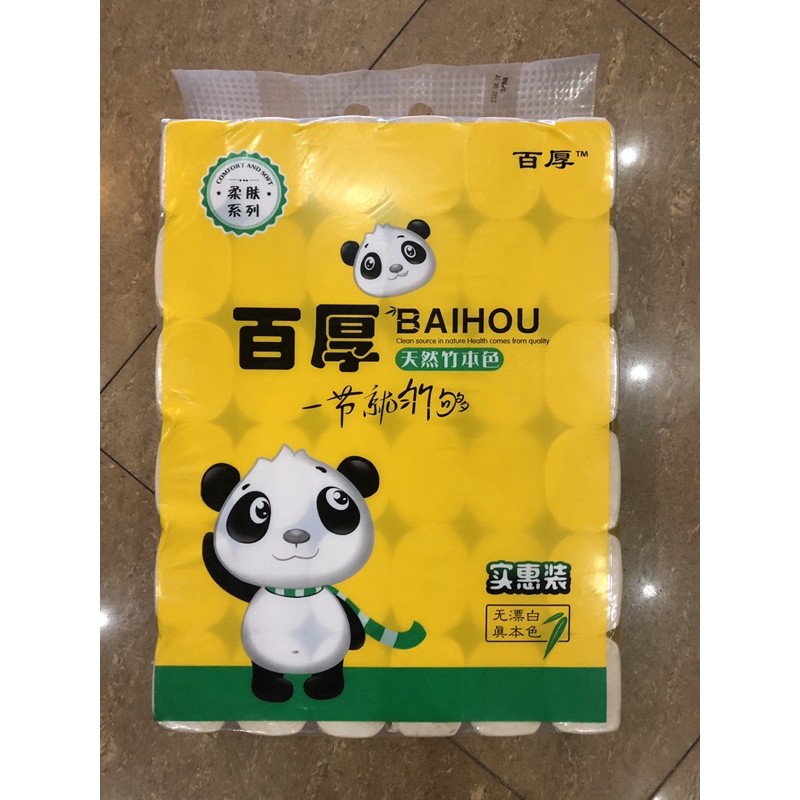 COMFORT AND SOFT
柔肤
系列
百厚™
百厚
BAIHOU
Clean source in nature Health comes from quality
天然竹本色
一节就竹够
实惠装
无漂白
真本色